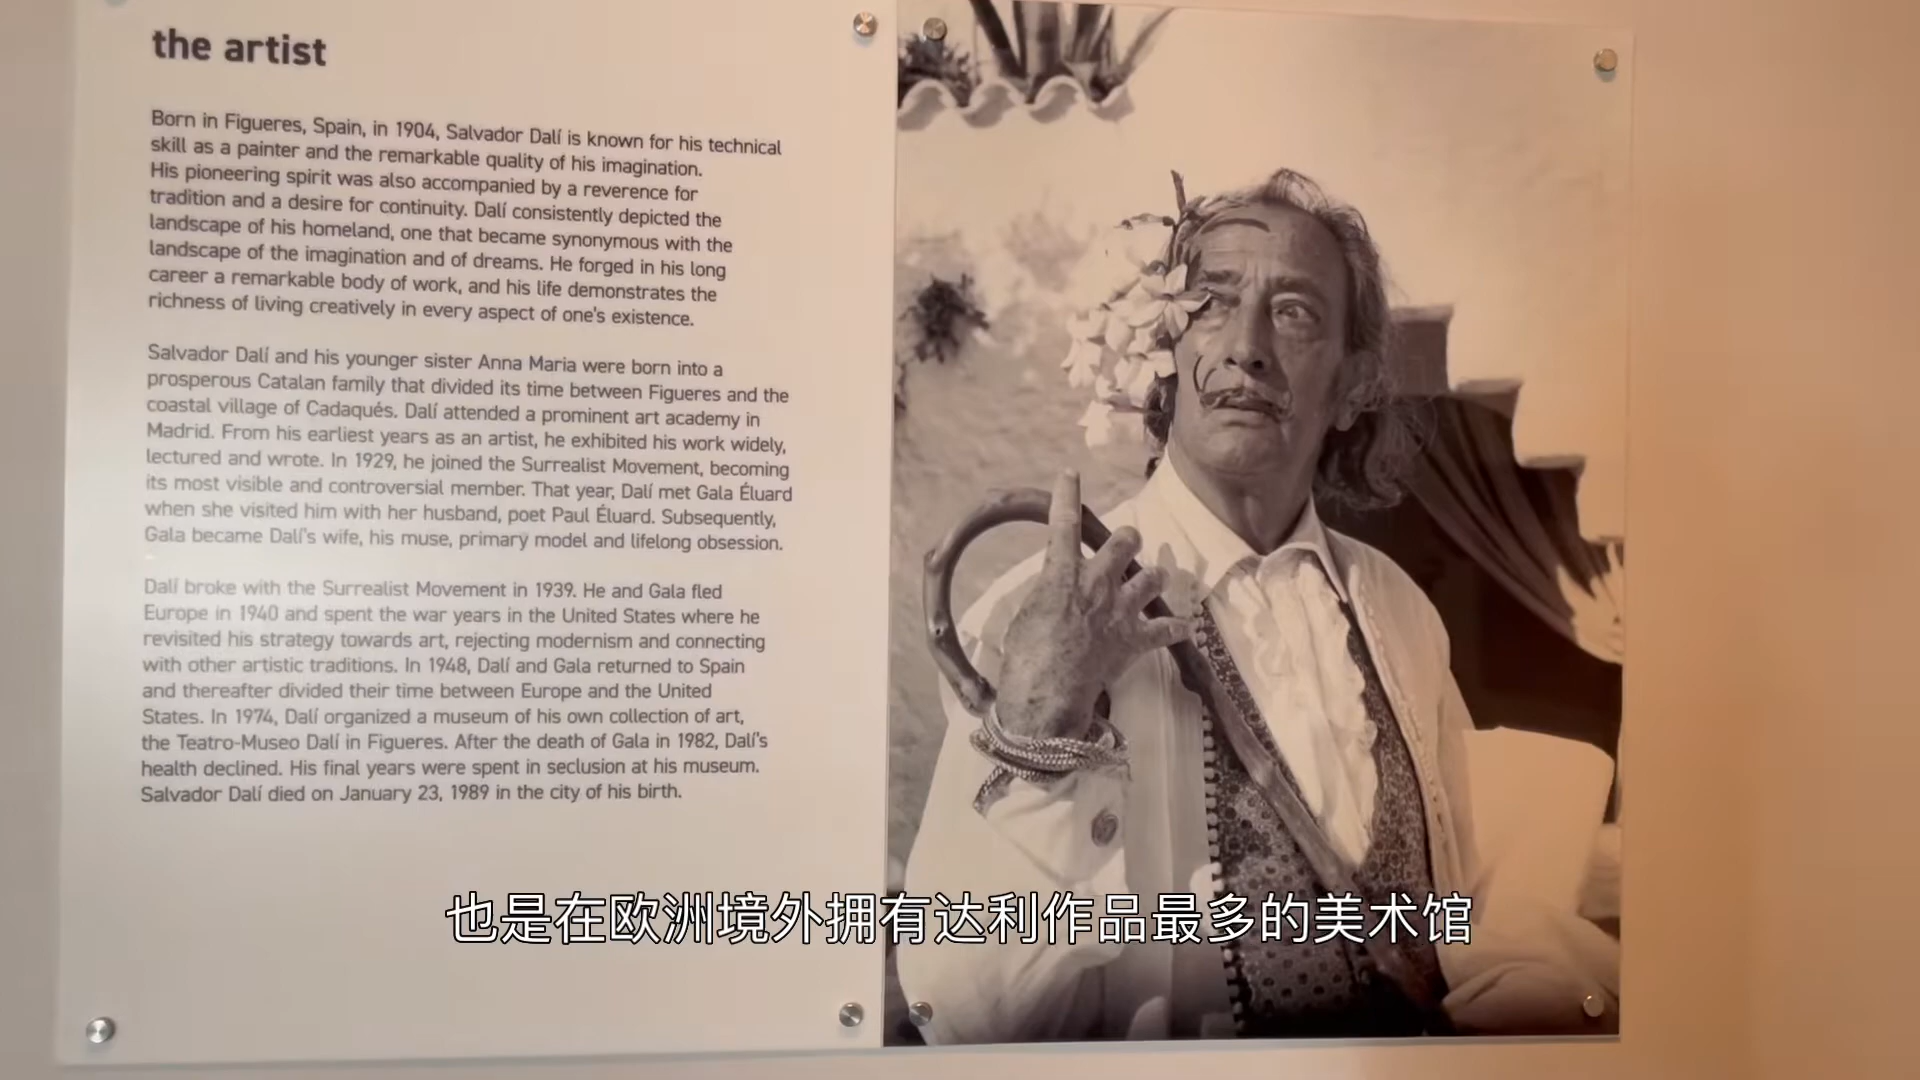 the artist
Born in Figueres, Spain, in 1904, Salvador Dalí is known for his technical
skill as a painter and the remarkable quality of his imagination.
His pioneering spirit was also accompanied by a reverence for
tradition and a desire for continuity. Dalí consistently depicted the
landscape of his homeland, one that became synonymous with the
landscape of the imagination and of dreams. He forged in his long
career a remarkable body of work, and his life demonstrates the
richness of living creatively in every aspect of one's existence.
Salvador Dalí and his younger sister Anna Maria were born into a
prosperous Catalan family that divided its time between Figueres and the
coastal village of Cadaqués. Dalí attended a prominent art academy in
Madrid. From his earliest years as an artist, he exhibited his work widely,
lectured and wrote. In 1929, he joined the Surrealist Movement, becoming
its most visible and controversial member. That year, Dalí met Gala Éluard
when she visited him with her husband, poet Paul Éluard. Subsequently,
Gala became Dalí's wife, his muse, primary model and lifelong obsession.
Dalí broke with the Surrealist Movement in 1939. He and Gala fled
Europe in 1940 and spent the war years in the United States where he
revisited his strategy towards art, rejecting modernism and connecting
with other artistic traditions. In 1948, Dalí and Gala returned to Spain
and thereafter divided their time between Europe and the United
States. In 1974, Dalí organized a museum of his own collection of art,
the Teatro-Museo Dalí in Figueres. After the death of Gala in 1982, Dalí's
health declined. His final years were spent in seclusion at his museum.
Salvador Dalí died on January 23, 1989 in the city of his birth.
也是在欧洲境外拥有达利作品最多的美术馆